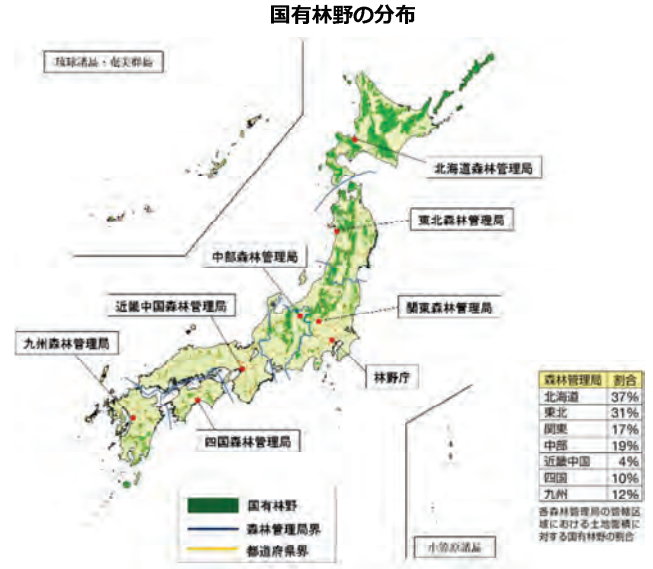 国有林野の分布
琉球諸島・奄美群島
北海道森林管理局
東北森林管理局
中部森林管理局
近畿中国森林管理局
関東森林管理局
九州森林管理局
林野庁
四国森林管理局
森林管理局 割合
北海道 37%
東北 31%
関東 17%
中部 19%
近畿中国 4%
四国 10%
九州 12%
各森林管理局の管轄区
域における土地面積に
対する国有林野の割合
国有林野
森林管理局界
都道府県界
小笠原諸島